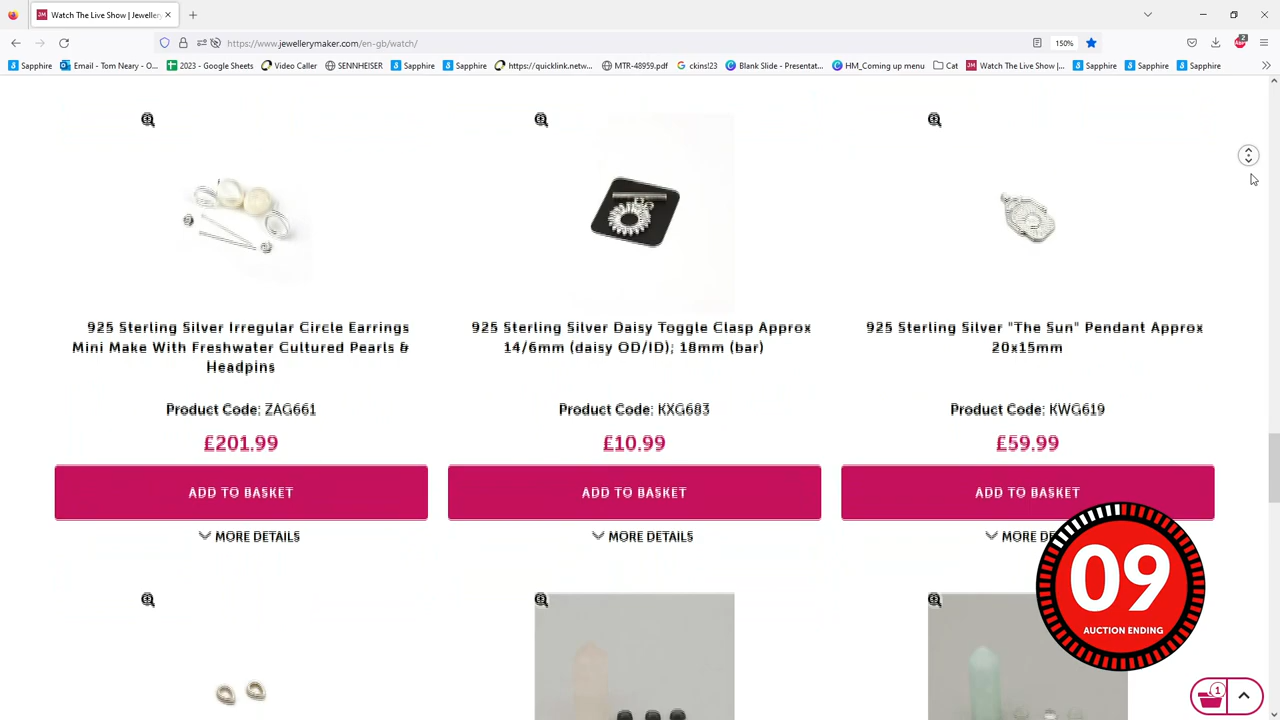 Watch The Live Show | Jeweller
https://www.jewellerymaker.com/en-gb/watch/
150%
2
Sapphire
Email - Tom Neary - O...
2023 - Google Sheets
Video Caller
SENNHEISER
Sapphire
Sapphire
https://quicklink.netw...
MTR-48959.pdf
ckins!23
Blank Slide - Presentat...
HM_Coming up menu
Cat
Watch The Live Show |...
Sapphire
Sapphire
Sapphire
925 Sterling Silver Irregular Circle Earrings
Mini Make With Freshwater Cultured Pearls &
Headpins
Product Code: ZAG661
£201.99
ADD TO BASKET
MORE DETAILS
925 Sterling Silver Daisy Toggle Clasp Approx
14/6mm (daisy OD/ID); 18mm (bar)
Product Code: KXG683
£10.99
ADD TO BASKET
MORE DETAILS
925 Sterling Silver "The Sun" Pendant Approx
20x15mm
Product Code: KWG619
£59.99
ADD TO BASKET
MORE DE
09
AUCTION ENDING
1